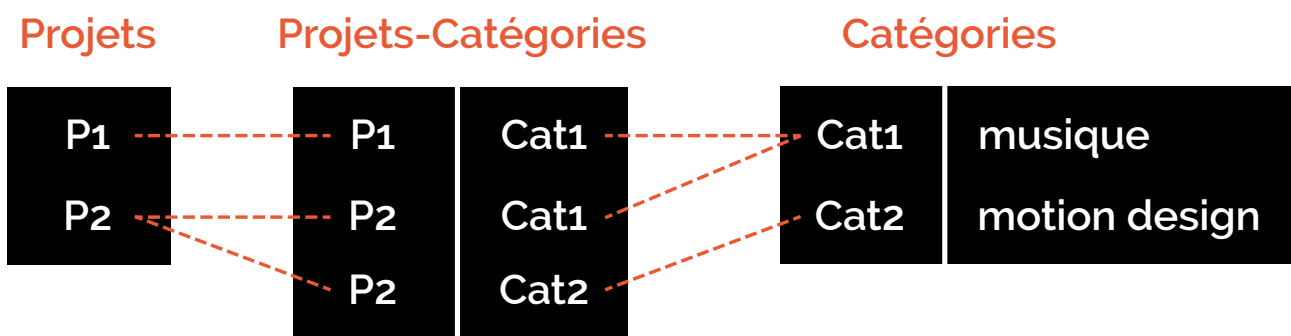 Projets Projets-Catégories Catégories
P1 P1 Cat1 Cat1 musique
P2 P2 Cat1 Cat2 motion design
P2 Cat2